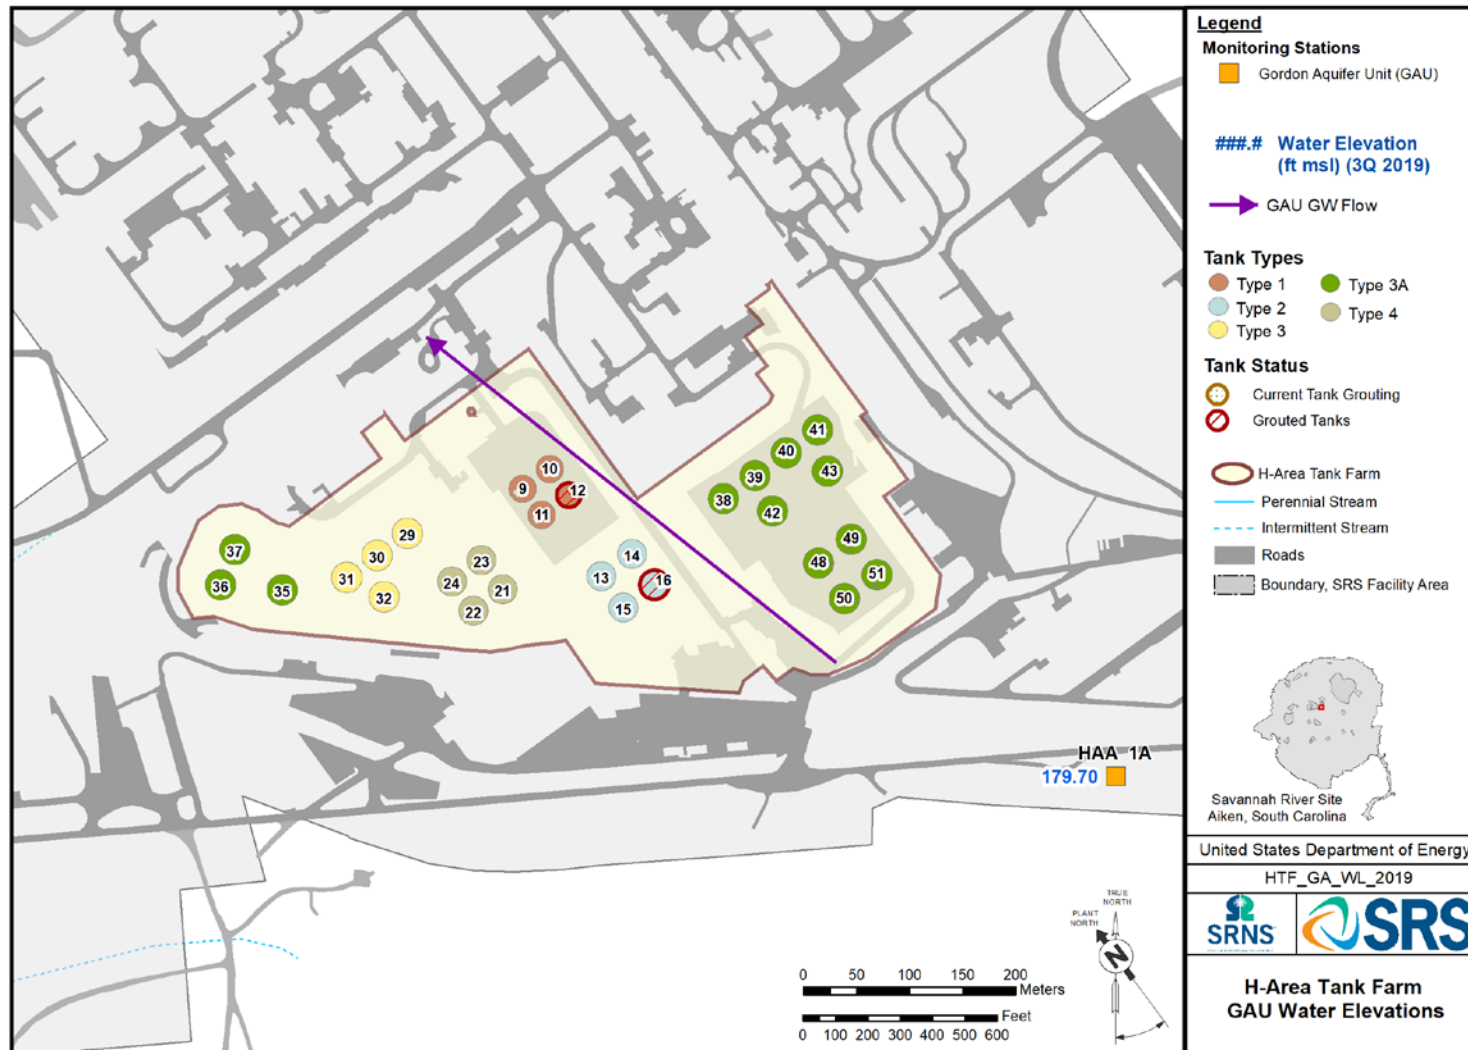 Legend
Monitoring Stations
Gordon Aquifer Unit (GAU)
###.# Water Elevation
(ft msl) (3Q 2019)
GAU GW Flow
Tank Types
Type 1 Type 3A
Type 2 Type 4
Type 3
Tank Status
Current Tank Grouting
Grouted Tanks
H-Area Tank Farm
Perennial Stream
Intermittent Stream
Roads
Boundary, SRS Facility Area
41
40
43
39
38
42
10
9
12
11
49
48
51
50
29
30
31
32
37
36
35
23
24
21
22
14
13
16
15
HAA 1A
179.70
Savannah River Site
Aiken, South Carolina
United States Department of Energy
HTF_GA_WL_2019
SRNS
SRS
H-Area Tank Farm
GAU Water Elevations
TRUE
NORTH
PLANT
NORTH
N
0 50 100 150 200
Meters
Feet
0 100 200 300 400 500 600